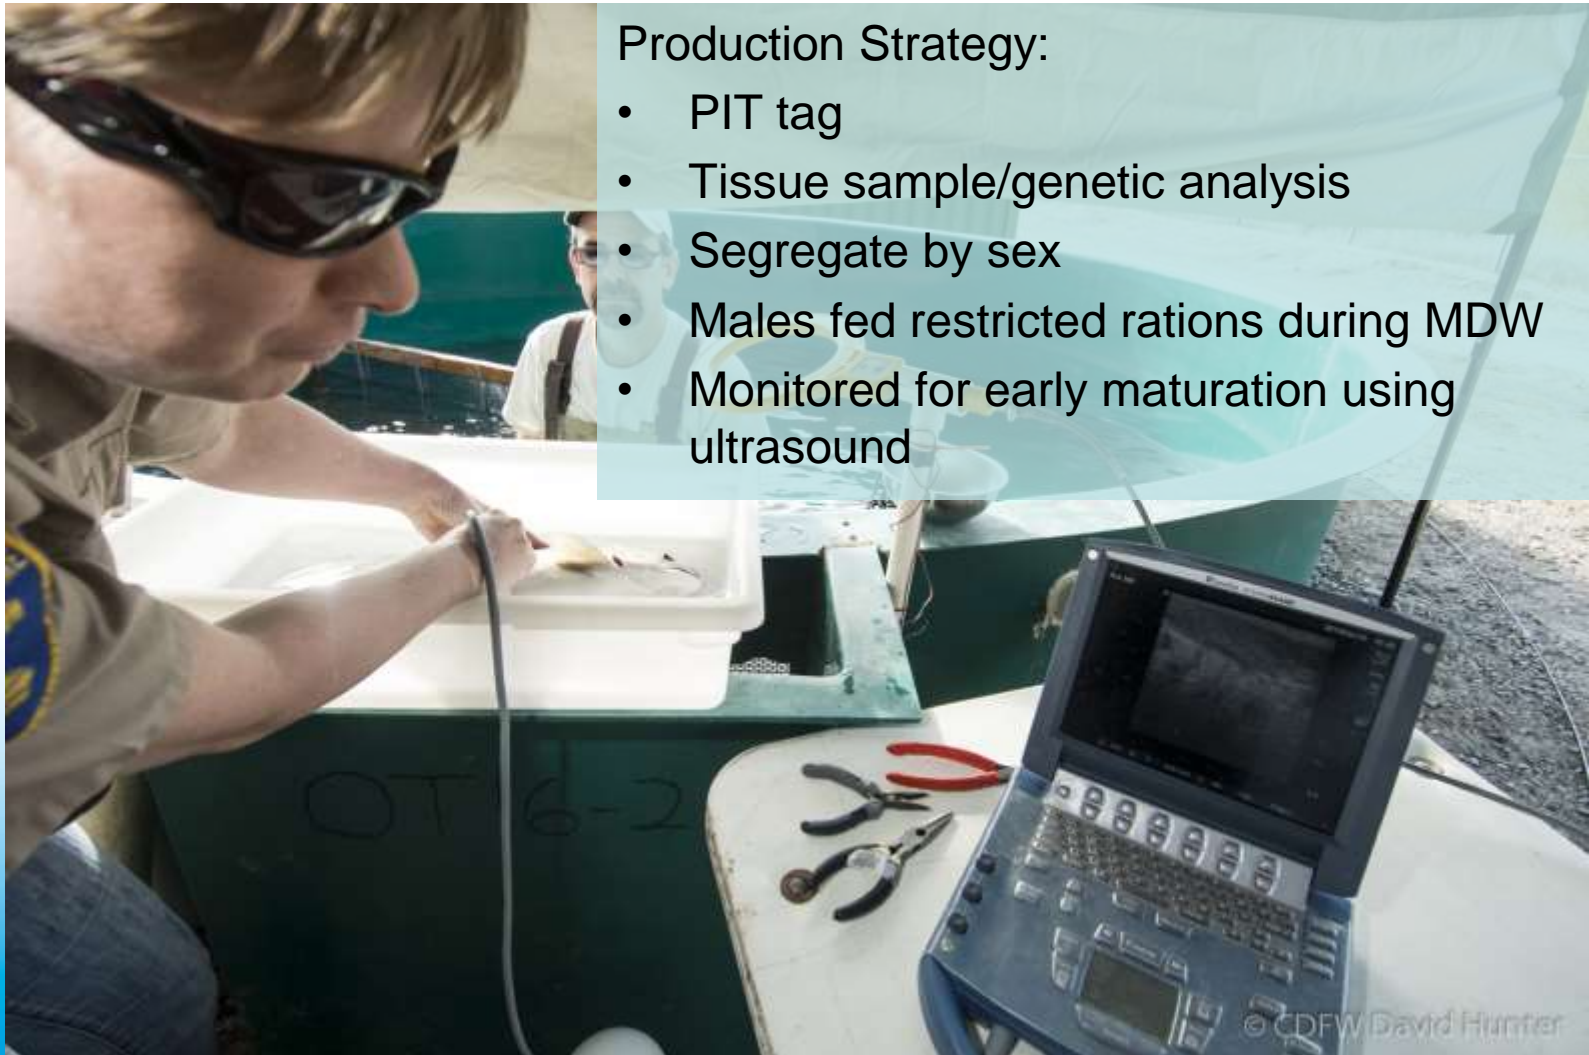 Production Strategy:
• PIT tag
• Tissue sample/genetic analysis
• Segregate by sex
• Males fed restricted rations during MDW
• Monitored for early maturation using
ultrasound
OT 6-2
© CDFW David Hunter